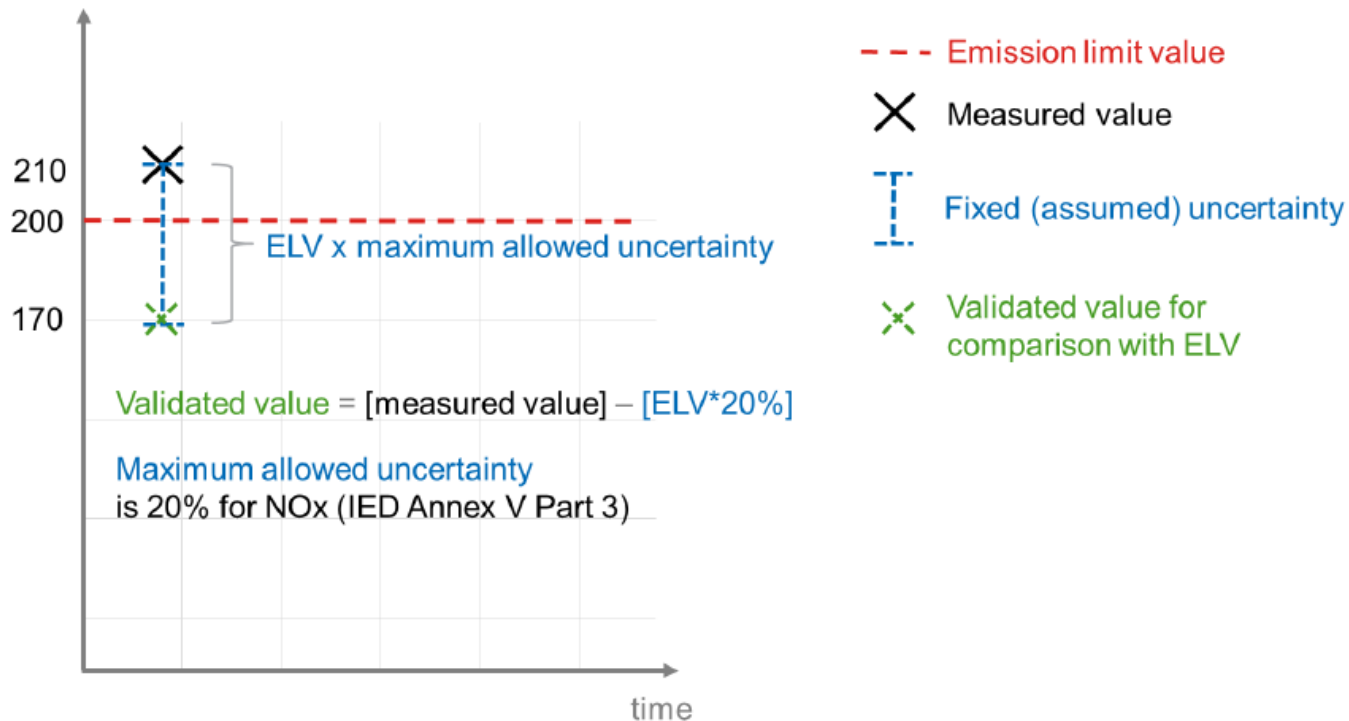 Emission limit value
Measured value
210
200
Fixed (assumed) uncertainty
ELV x maximum allowed uncertainty
170
Validated value for
comparison with ELV
Validated value = [measured value] – [ELV*20%]
Maximum allowed uncertainty
is 20% for NOx (IED Annex V Part 3)
time